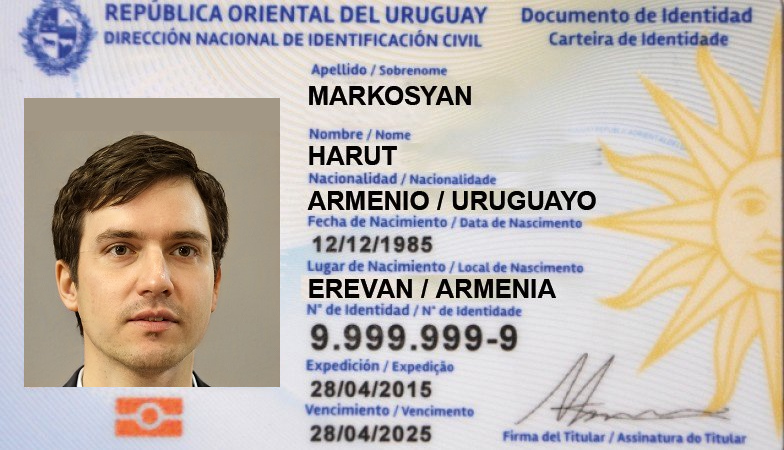 REPÚBLICA ORIENTAL DEL URUGUAY
DIRECCIÓN NACIONAL DE IDENTIFICACIÓN CIVIL
Documento de Identidad
Carteira de Identidade
Apellido / Sobrenome
MARKOSYAN
Nombre / Nome
HARUT
Nacionalidad / Nacionalidade
ARMENIO / URUGUAYO
Fecha de Nacimiento / Data de Nascimento
12/12/1985
Lugar de Nacimiento / Local de Nascimento
EREVAN / ARMENIA
N° de Identidad / N° de Identidade
9.999.999-9
Expedición / Expedição
28/04/2015
Vencimiento / Vencimento
28/04/2025
Firma del Titular / Assinatura do Titular